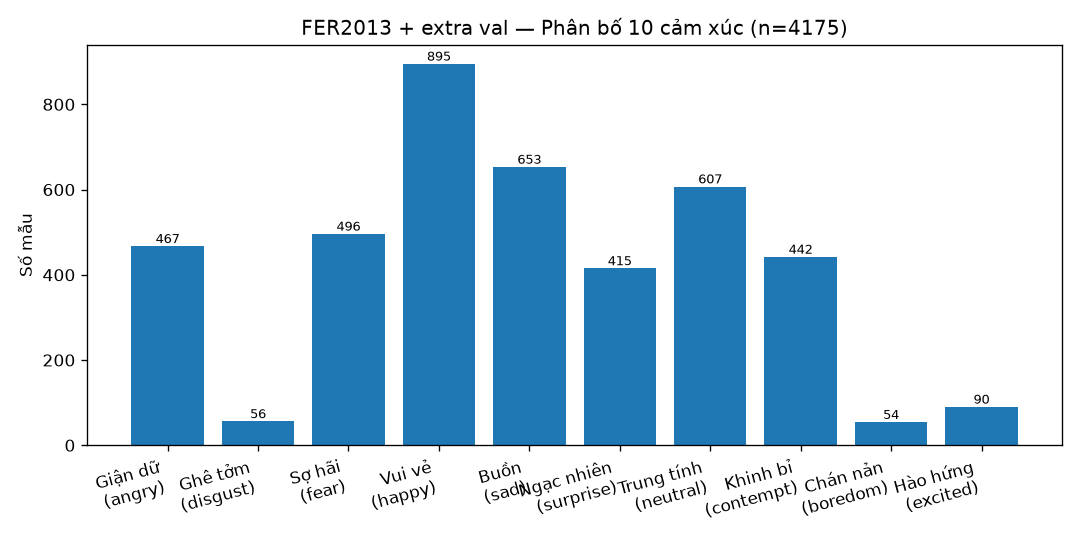 FER2013 + extra val — Phân bố 10 cảm xúc (n=4175)
Số mẫu
800
600
400
200
0
467
56
496
895
653
415
607
442
54
90
Giận dữ
(angry)
Ghê tởm
(disgust)
Sợ hãi
(fear)
Vui vẻ
(happy)
Buồn
(sad)
Ngạc nhiên
(surprise)
Trung tính
(neutral)
Khinh bỉ
(contempt)
Chán nản
(boredom)
Hào hứng
(excited)